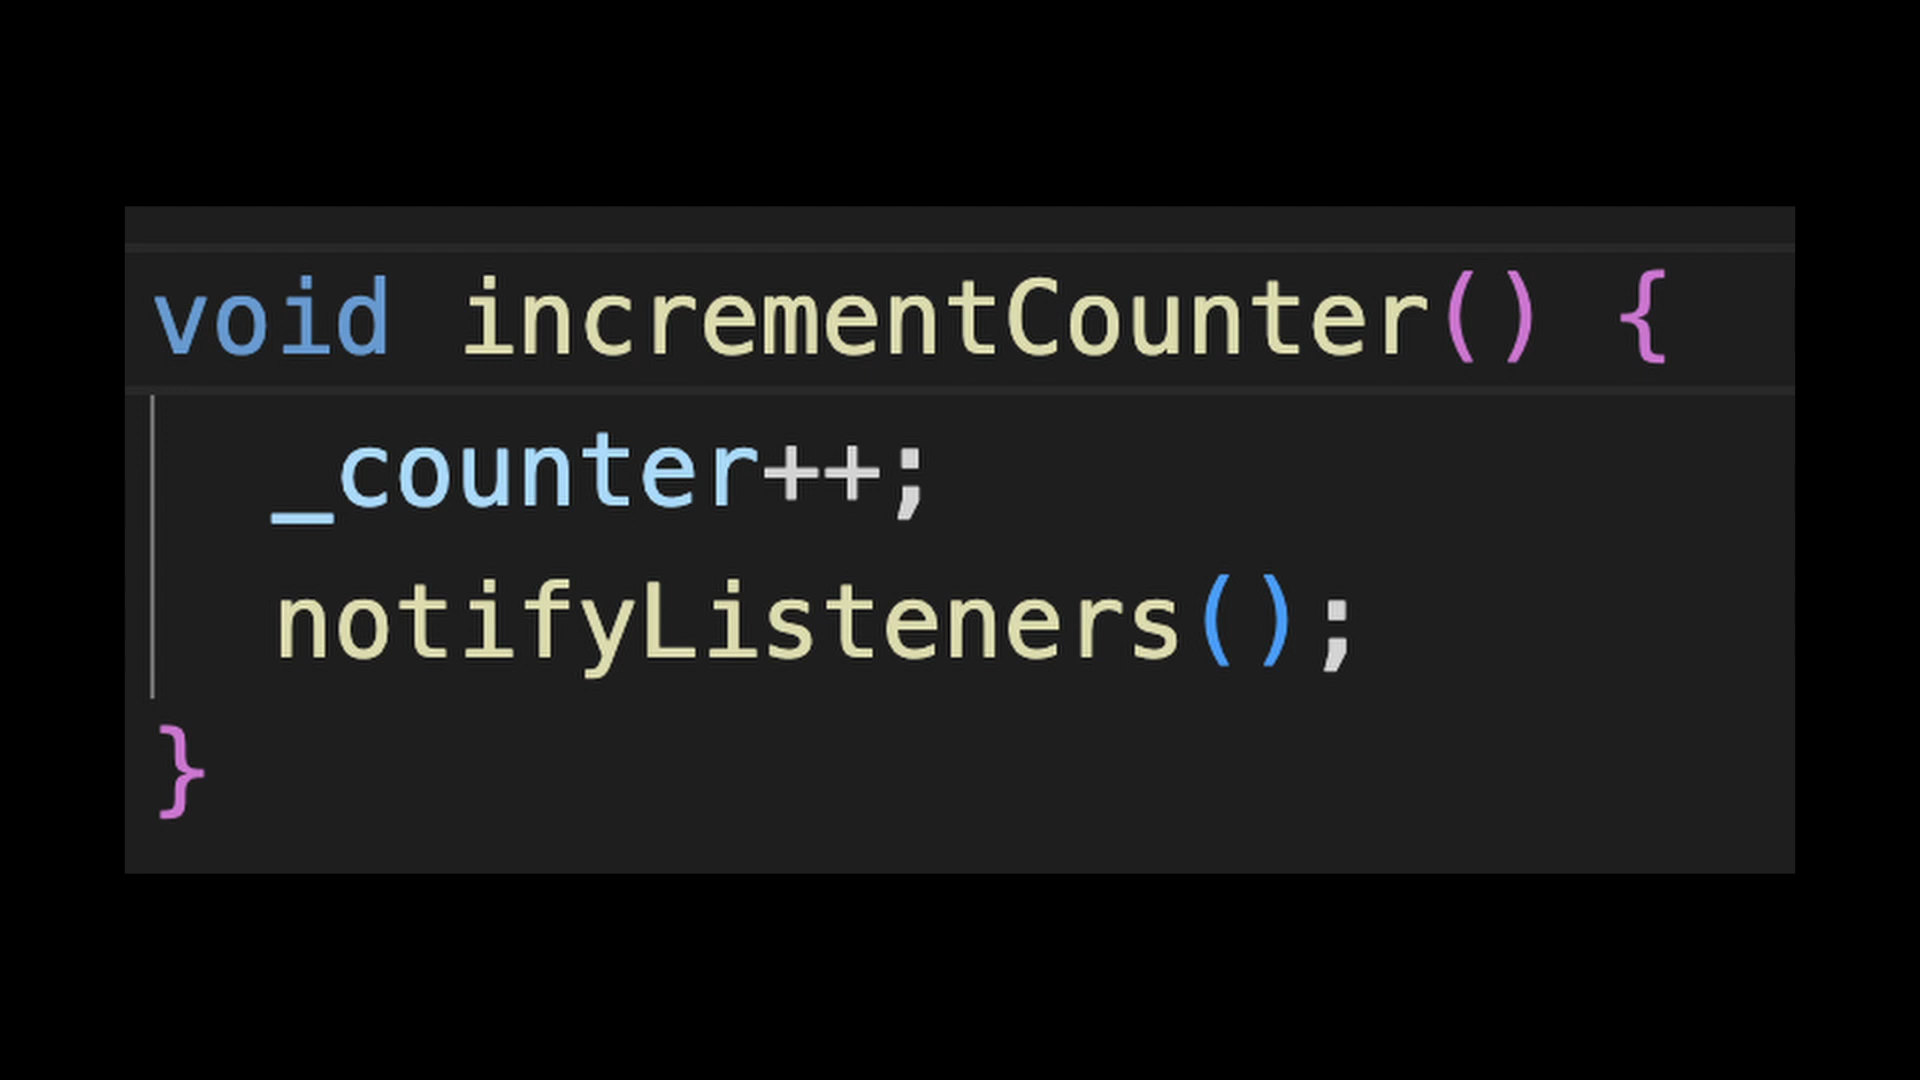 void incrementCounter() {
_counter++;
notifyListeners();
}